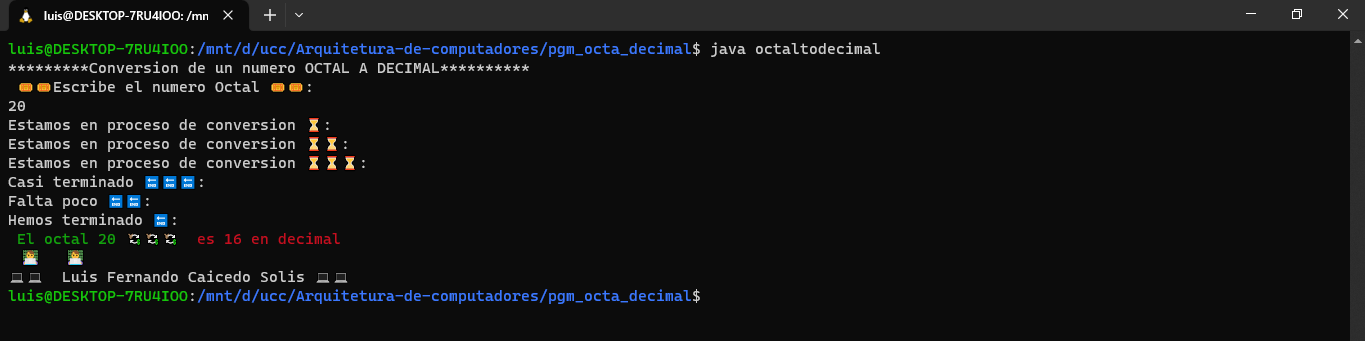 luis@DESKTOP-7RU4IOO: /mn
luis@DESKTOP-7RU4IOO:/mnt/d/ucc/Arquitetura-de-computadores/pgm_octa_decimal$ java octaltodecimal
*********Conversion de un numero OCTAL A DECIMAL**********
🎟🎟Escribe el numero Octal 🎟🎟:
20
Estamos en proceso de conversion ⏳:
Estamos en proceso de conversion ⏳⏳:
Estamos en proceso de conversion ⏳⏳⏳:
Casi terminado 🔚🔚🔚:
Falta poco 🔚🔚:
Hemos terminado 🔚:
El octal 20 🔄🔄🔄 es 16 en decimal
👨‍🏫 👨‍🏫
💻💻 Luis Fernando Caicedo Solis 💻💻
luis@DESKTOP-7RU4IOO:/mnt/d/ucc/Arquitetura-de-computadores/pgm_octa_decimal$